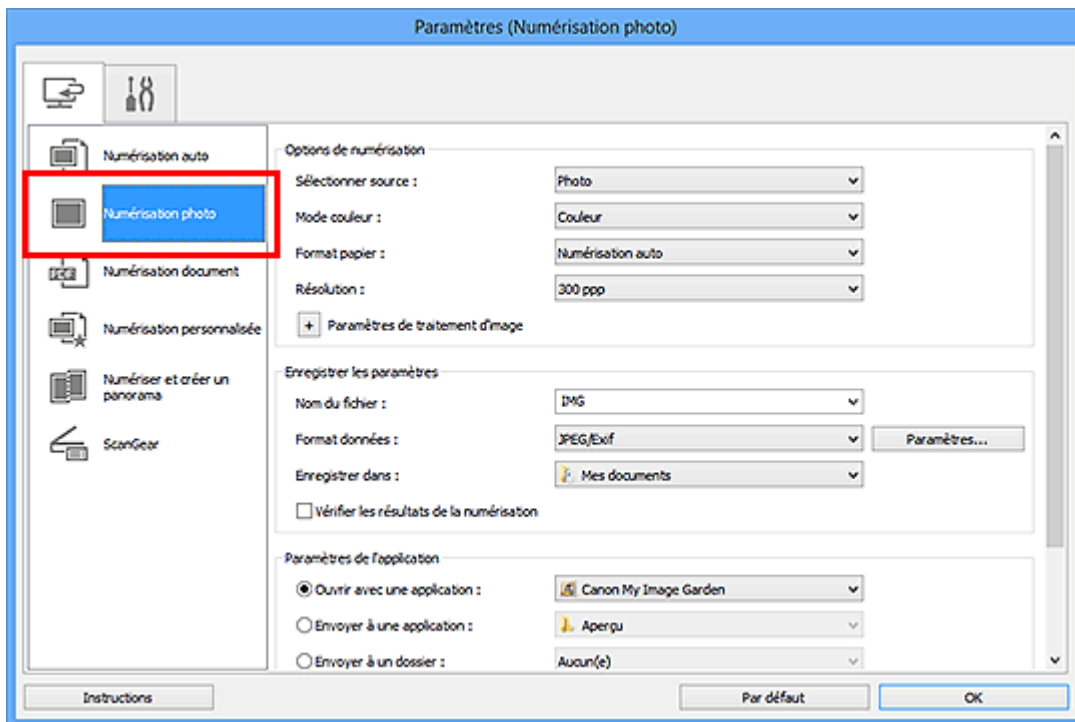 Paramètres (Numérisation photo)
Numérisation auto
Numérisation photo
Numérisation document
Numérisation personnalisée
Numériser et créer un
panorama
ScanGear
Options de numérisation
Sélectionner source : Photo
Mode couleur : Couleur
Format papier : Numérisation auto
Résolution : 300 ppp
+ Paramètres de traitement d'image
Enregistrer les paramètres
Nom du fichier : IMG
Format données : JPEG/Exif Paramètres...
Enregistrer dans : Mes documents
Vérifier les résultats de la numérisation
Paramètres de l'application
Ouvrir avec une application : Canon My Image Garden
Envoyer à une application : Aperçu
Envoyer à un dossier : Aucun(e)
Instructions Par défaut OK